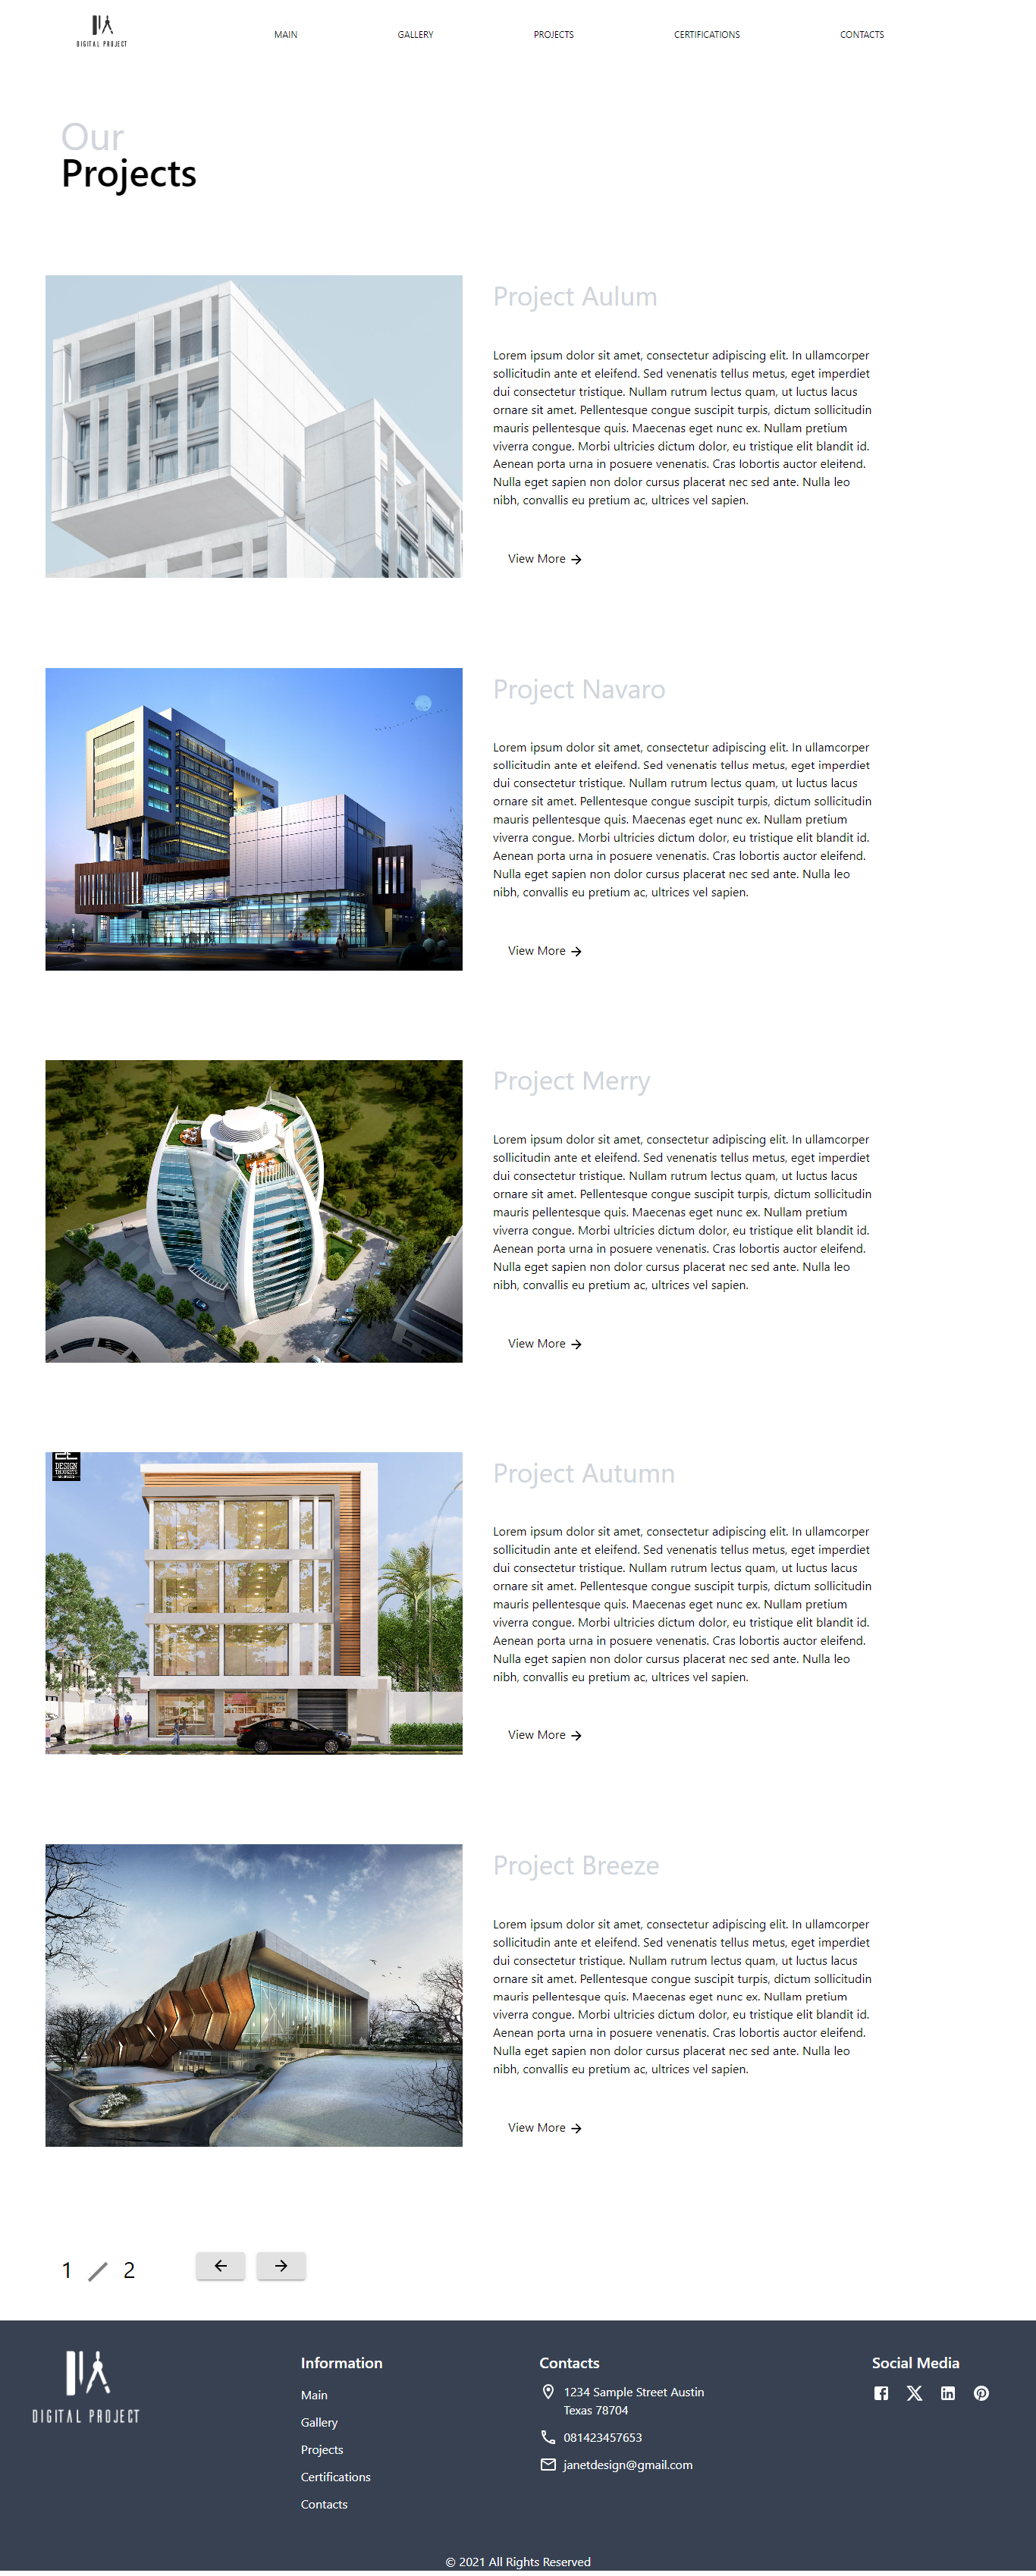 DIGITAL PROJECT
MAIN
GALLERY
PROJECTS
CERTIFICATIONS
CONTACTS
Our
Projects
Project Aulum
Lorem ipsum dolor sit amet, consectetur adipiscing elit. In ullamcorper
sollicitudin ante et eleifend. Sed venenatis tellus metus, eget imperdiet
dui consectetur tristique. Nullam rutrum lectus quam, ut luctus lacus
ornare sit amet. Pellentesque congue suscipit turpis, dictum sollicitudin
mauris pellentesque quis. Maecenas eget nunc ex. Nullam pretium
viverra congue. Morbi ultricies dictum dolor, eu tristique elit blandit id.
Aenean porta urna in posuere venenatis. Cras lobortis auctor eleifend.
Nulla eget sapien non dolor cursus placerat nec sed ante. Nulla leo
nibh, convallis eu pretium ac, ultrices vel sapien.
View More
Project Navaro
Lorem ipsum dolor sit amet, consectetur adipiscing elit. In ullamcorper
sollicitudin ante et eleifend. Sed venenatis tellus metus, eget imperdiet
dui consectetur tristique. Nullam rutrum lectus quam, ut luctus lacus
ornare sit amet. Pellentesque congue suscipit turpis, dictum sollicitudin
mauris pellentesque quis. Maecenas eget nunc ex. Nullam pretium
viverra congue. Morbi ultricies dictum dolor, eu tristique elit blandit id.
Aenean porta urna in posuere venenatis. Cras lobortis auctor eleifend.
Nulla eget sapien non dolor cursus placerat nec sed ante. Nulla leo
nibh, convallis eu pretium ac, ultrices vel sapien.
View More
Project Merry
Lorem ipsum dolor sit amet, consectetur adipiscing elit. In ullamcorper
sollicitudin ante et eleifend. Sed venenatis tellus metus, eget imperdiet
dui consectetur tristique. Nullam rutrum lectus quam, ut luctus lacus
ornare sit amet. Pellentesque congue suscipit turpis, dictum sollicitudin
mauris pellentesque quis. Maecenas eget nunc ex. Nullam pretium
viverra congue. Morbi ultricies dictum dolor, eu tristique elit blandit id.
Aenean porta urna in posuere venenatis. Cras lobortis auctor eleifend.
Nulla eget sapien non dolor cursus placerat nec sed ante. Nulla leo
nibh, convallis eu pretium ac, ultrices vel sapien.
View More
DESIGN
THOUGHTS
Project Autumn
Lorem ipsum dolor sit amet, consectetur adipiscing elit. In ullamcorper
sollicitudin ante et eleifend. Sed venenatis tellus metus, eget imperdiet
dui consectetur tristique. Nullam rutrum lectus quam, ut luctus lacus
ornare sit amet. Pellentesque congue suscipit turpis, dictum sollicitudin
mauris pellentesque quis. Maecenas eget nunc ex. Nullam pretium
viverra congue. Morbi ultricies dictum dolor, eu tristique elit blandit id.
Aenean porta urna in posuere venenatis. Cras lobortis auctor eleifend.
Nulla eget sapien non dolor cursus placerat nec sed ante. Nulla leo
nibh, convallis eu pretium ac, ultrices vel sapien.
View More
Project Breeze
Lorem ipsum dolor sit amet, consectetur adipiscing elit. In ullamcorper
sollicitudin ante et eleifend. Sed venenatis tellus metus, eget imperdiet
dui consectetur tristique. Nullam rutrum lectus quam, ut luctus lacus
ornare sit amet. Pellentesque congue suscipit turpis, dictum sollicitudin
mauris pellentesque quis. Maecenas eget nunc ex. Nullam pretium
viverra congue. Morbi ultricies dictum dolor, eu tristique elit blandit id.
Aenean porta urna in posuere venenatis. Cras lobortis auctor eleifend.
Nulla eget sapien non dolor cursus placerat nec sed ante. Nulla leo
nibh, convallis eu pretium ac, ultrices vel sapien.
View More
1 / 2
DIGITAL PROJECT
Information
Main
Gallery
Projects
Certifications
Contacts
Contacts
1234 Sample Street Austin
Texas 78704
081423457653
janetdesign@gmail.com
Social Media
© 2021 All Rights Reserved